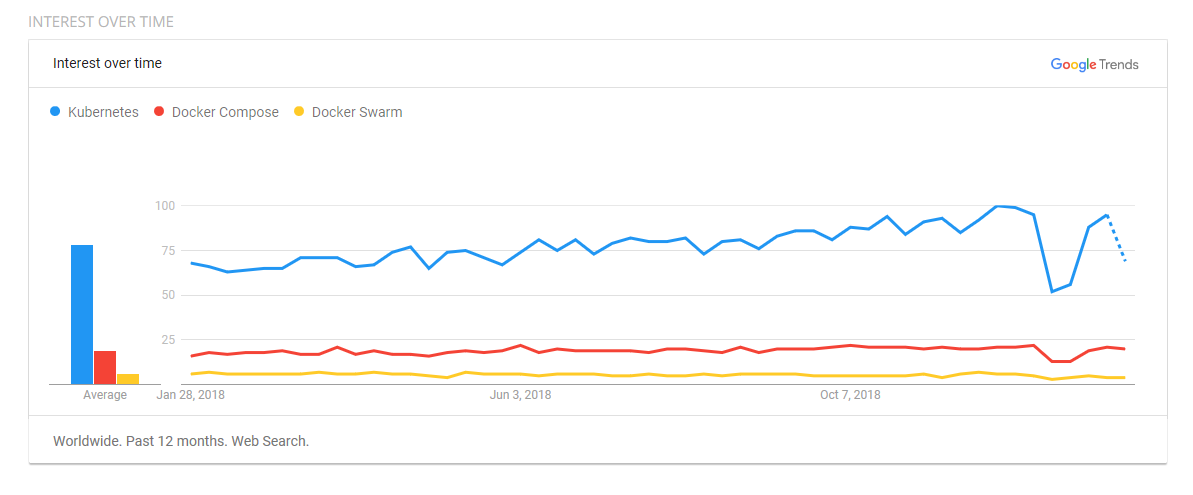 INTEREST OVER TIME
Interest over time
Google Trends
Kubernetes Docker Compose Docker Swarm
100
75
50
25
Average Jan 28, 2018 Jun 3, 2018 Oct 7, 2018
Worldwide. Past 12 months. Web Search.